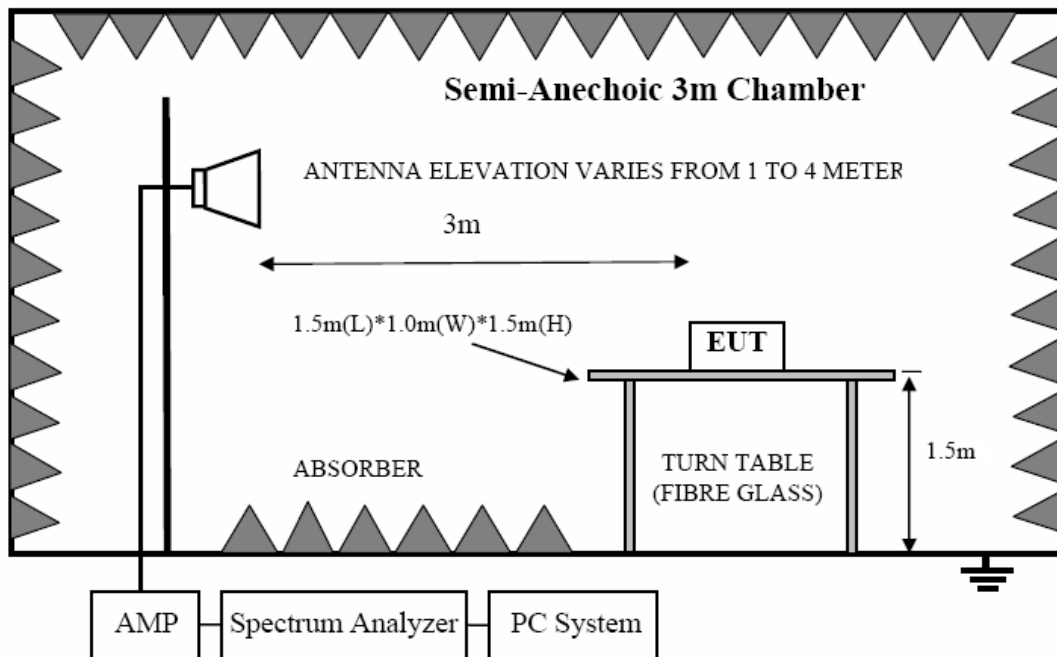 Semi-Anechoic 3m Chamber
ANTENNA ELEVATION VARIES FROM 1 TO 4 METER
3m
1.5m(L)*1.0m(W)*1.5m(H)
EUT
1.5m
ABSORBER
TURN TABLE
(FIBRE GLASS)
AMP
Spectrum Analyzer
PC System